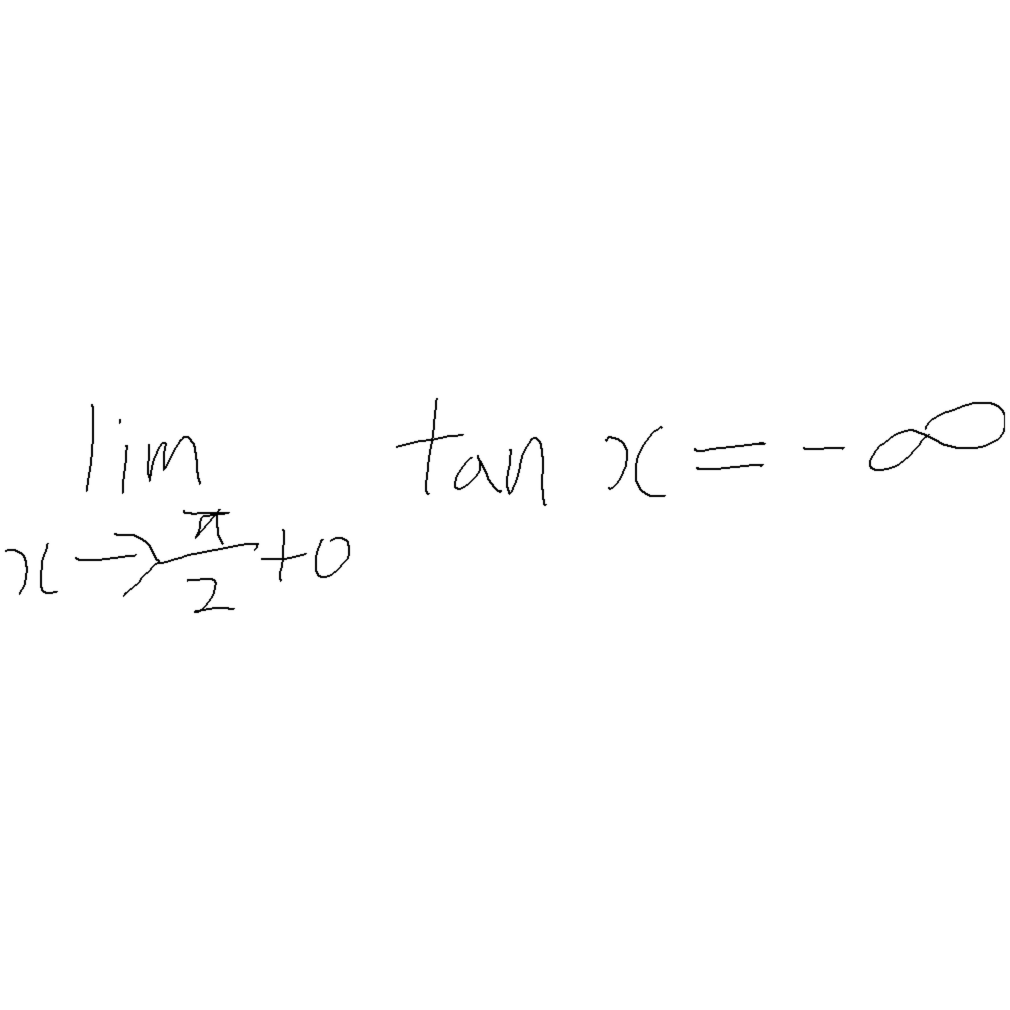 lim tan x = - ∞
x → π/2 + 0